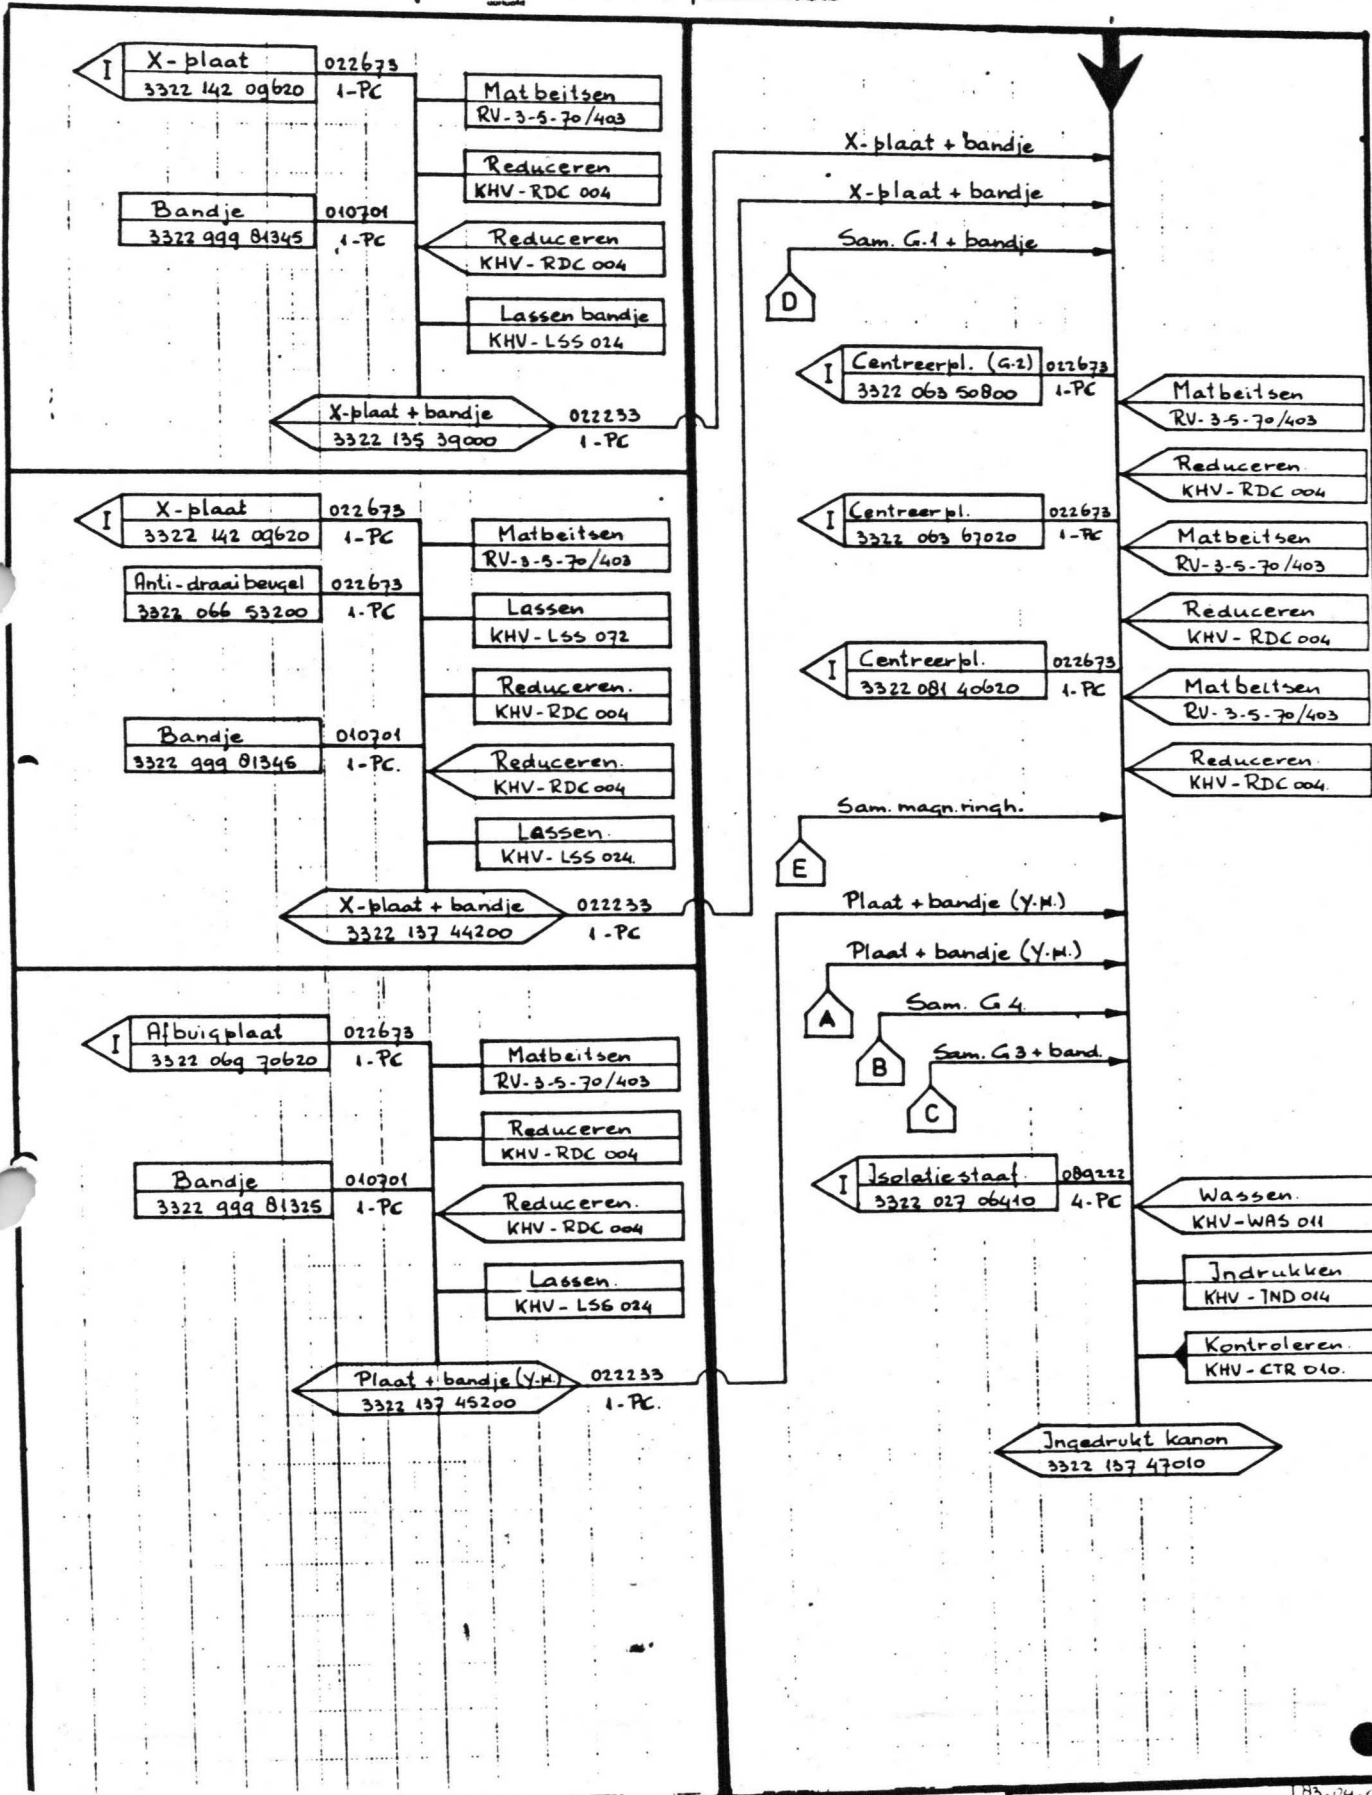 X-plaat
3322 142 09620
022673
1-PC
Matbeitsen
RV-3-5-70/403
Reduceren
KHV-RDC 004
Bandje
3322 999 81345
010701
1-PC
Reduceren
KHV-RDC 004
Lassen bandje
KHV-LSS 024
X-plaat + bandje
3322 135 39000
022233
1-PC
I
X-plaat
3322 142 09620
022673
1-PC
Matbeitsen
RV-3-5-70/403
Anti-draaibeugel
3322 066 53200
022673
1-PC
Lassen
KHV-LSS 072
Reduceren.
KHV-RDC 004
Bandje
3322 999 81345
010701
1-PC.
Reduceren.
KHV-RDC 004
Lassen.
KHV-LSS 024.
X-plaat + bandje
3322 137 44200
022233
1-PC
I
Afbuigplaat
3322 069 70620
022673
1-PC
Matbeitsen
RV-3-5-70/403
Reduceren
KHV-RDC 004
Bandje
3322 999 81325
010701
1-PC
Reduceren.
KHV-RDC 004
Lassen.
KHV-LSS 024
Plaat + bandje (Y.pl.)
3322 137 45200
022233
1-PC.
I
X-plaat + bandje
X-plaat + bandje
Sam. G.1 + bandje
D
I
Centreerpl. (G.2)
3322 063 50800
022673
1-PC
Matbeitsen
RV-3-5-70/403
Reduceren.
KHV-RDC 004
I
Centreerpl.
3322 063 67020
022673
1-PC
Matbeitsen
RV-3-5-70/403
Reduceren
KHV-RDC 004
I
Centreerpl.
3322 081 40620
022673
1-PC
Matbeitsen
RV-3-5-70/403
Reduceren.
KHV-RDC 004.
Sam. magn. ringh.
E
Plaat + bandje (Y.pl.)
Plaat + bandje (Y.pl.)
A
Sam. G 4.
B
Sam. G 3 + band.
C
I
Isolatiestaaf.
3322 027 06410
089222
4-PC
Wassen.
KHV-WAS 011
Indrukken
KHV-IND 014
Kontroleren.
KHV-CTR 010.
Ingedrukt kanon
3322 137 47010